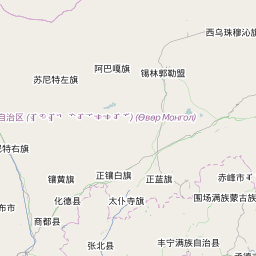 西乌珠穆沁旗
阿巴嘎旗
锡林郭勒盟
苏尼特左旗
自治区
(Өвөр Монгол)
尼特右旗
镶黄旗
正镶白旗
正蓝旗
赤峰市
围场满族蒙古族
化德县
太仆寺旗
布市
商都县
张北县
丰宁满族自治县